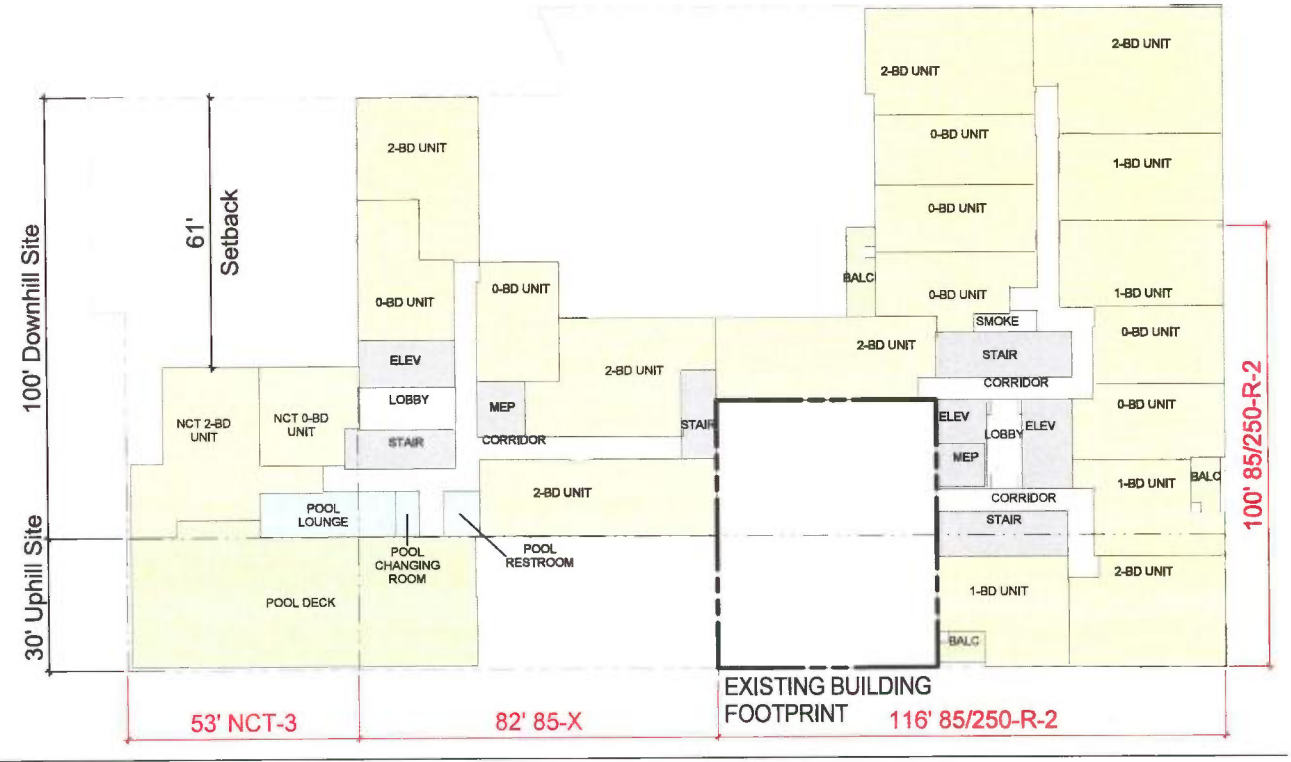 2-BD UNIT
2-BD UNIT
2-BD UNIT
0-BD UNIT
1-BD UNIT
0-BD UNIT
61'
Setback
100' Downhill Site
BALC
0-BD UNIT
0-BD UNIT
0-BD UNIT
1-BD UNIT
SMOKE
0-BD UNIT
2-BD UNIT
STAIR
ELEV
2-BD UNIT
CORRIDOR
LOBBY
MEP
0-BD UNIT
100' 85/250-R-2
NCT 2-BD
UNIT
NCT 0-BD
UNIT
STAIR
CORRIDOR
STAIR
ELEV
LOBBY
ELEV
MEP
1-BD UNIT
BALC
2-BD UNIT
CORRIDOR
POOL
LOUNGE
STAIR
30' Uphill Site
POOL
CHANGING
ROOM
POOL
RESTROOM
2-BD UNIT
POOL DECK
1-BD UNIT
BALC
EXISTING BUILDING
FOOTPRINT
53' NCT-3
82' 85-X
116' 85/250-R-2